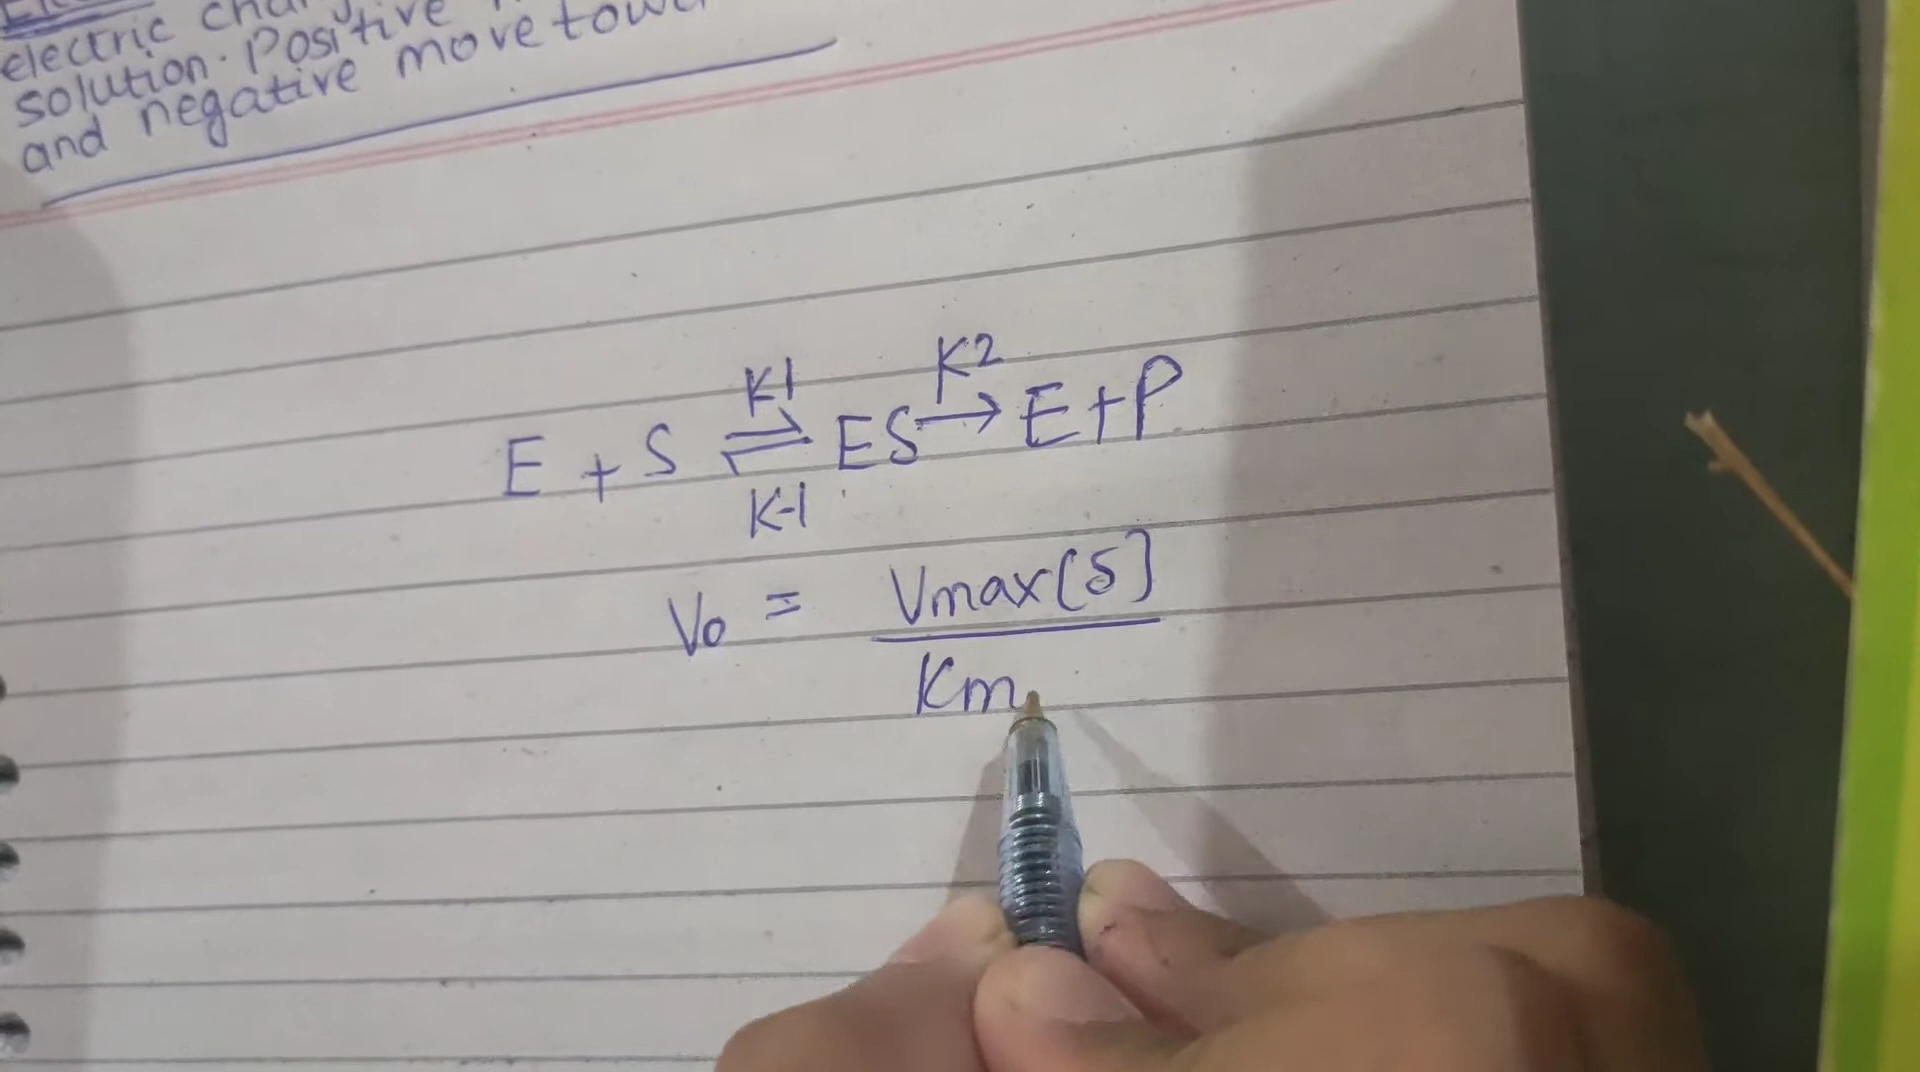 electric
solution. Positive
and negative move
K1 K2
E + S ⇌ ES → E+P
K-1
Vo = Vmax[S]
Km